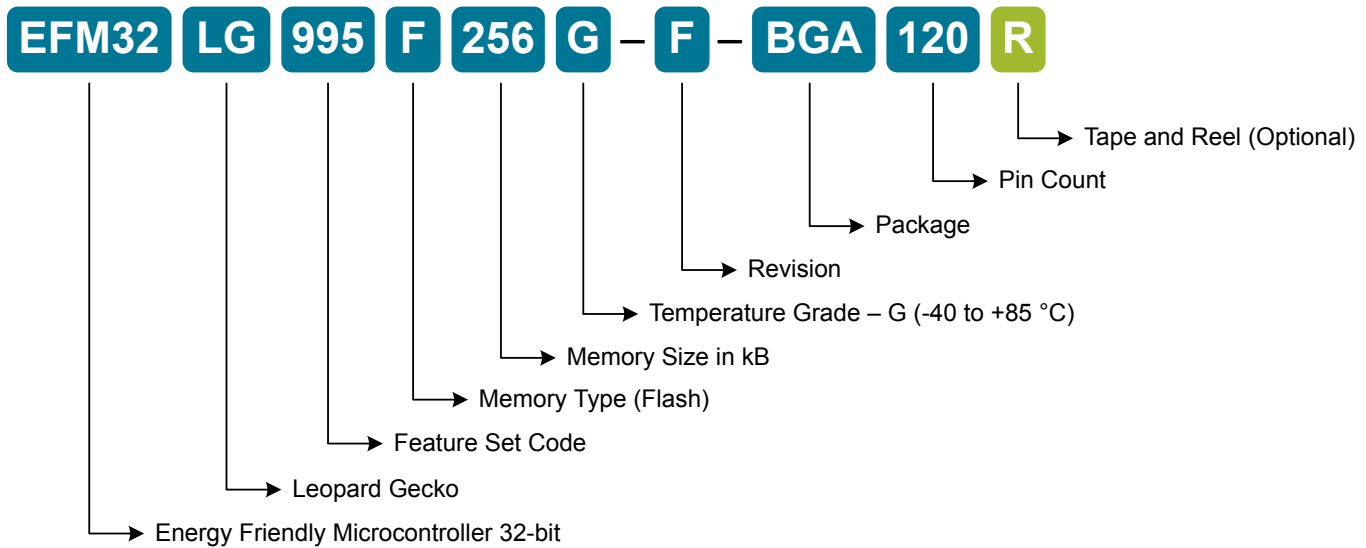 EFM32 LG 995 F 256 G – F – BGA 120 R
Tape and Reel (Optional)
Pin Count
Package
Revision
Temperature Grade – G (-40 to +85 °C)
Memory Size in kB
Memory Type (Flash)
Feature Set Code
Leopard Gecko
Energy Friendly Microcontroller 32-bit